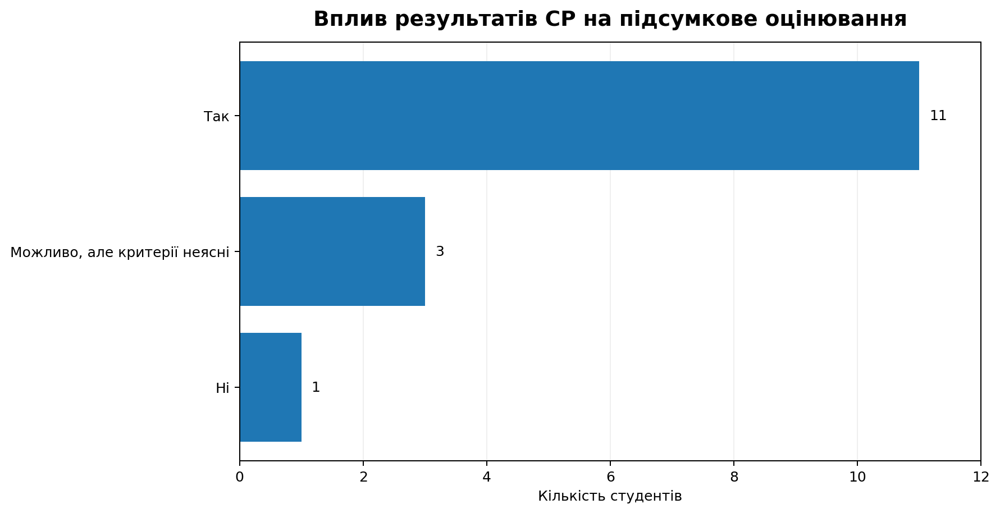 Вплив результатів СР на підсумкове оцінювання
Так
11
Можливо, але критерії неясні
3
Ні
1
0 2 4 6 8 10 12
Кількість студентів